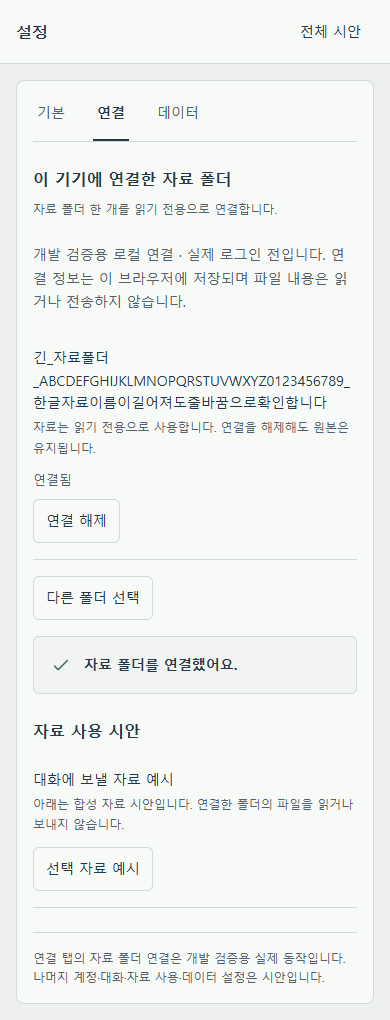 설정
전체 시안
기본
연결
데이터
이 기기에 연결한 자료 폴더
자료 폴더 한 개를 읽기 전용으로 연결합니다.
개발 검증용 로컬 연결 · 실제 로그인 전입니다. 연
결 정보는 이 브라우저에 저장되며 파일 내용은 읽
거나 전송하지 않습니다.
긴_자료폴더
_ABCDEFGHIJKLMNOPQRSTUVWXYZ0123456789_
한글자료이름이길어져도줄바꿈으로확인합니다
자료는 읽기 전용으로 사용합니다. 연결을 해제해도 원본은
유지됩니다.
연결됨
연결 해제
다른 폴더 선택
자료 폴더를 연결했어요.
자료 사용 시안
대화에 보낼 자료 예시
아래는 합성 자료 시안입니다. 연결한 폴더의 파일을 읽거나
보내지 않습니다.
선택 자료 예시
연결 탭의 자료 폴더 연결은 개발 검증용 실제 동작입니다.
나머지 계정·대화·자료 사용·데이터 설정은 시안입니다.